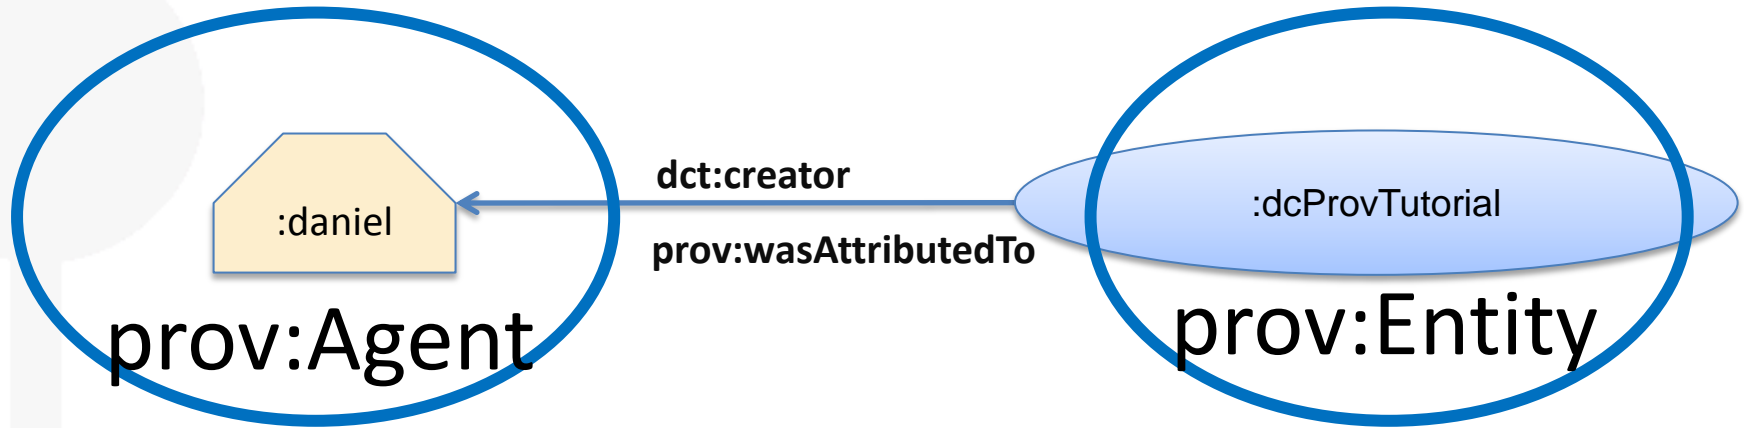 dct:creator
:daniel
:dcProvTutorial
prov:wasAttributedTo
prov:Agent
prov:Entity